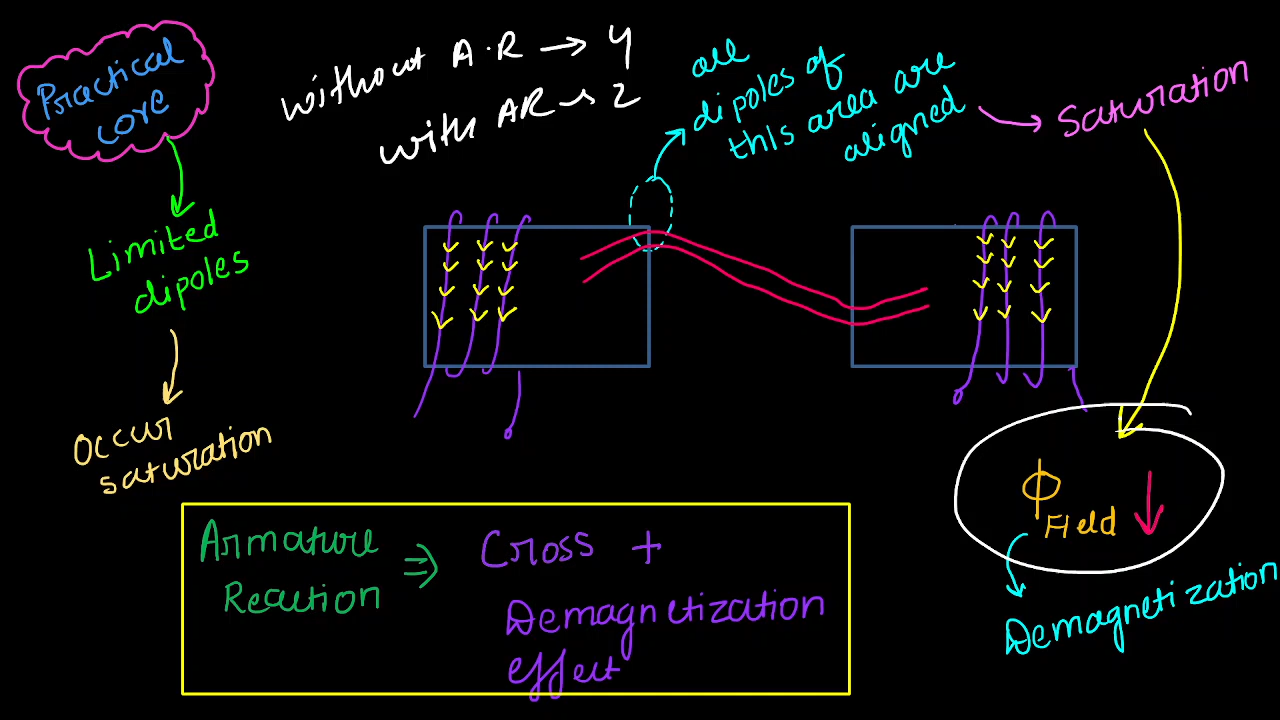 Practical
core
Limited
dipoles
Occur
saturation
without A.R → 4
with AR → 2
all
dipoles of
this area are
aligned
Saturation
ϕ Field ↓
Demagnetization
Armature
Reaction
⇒
Cross +
Demagnetization
effect